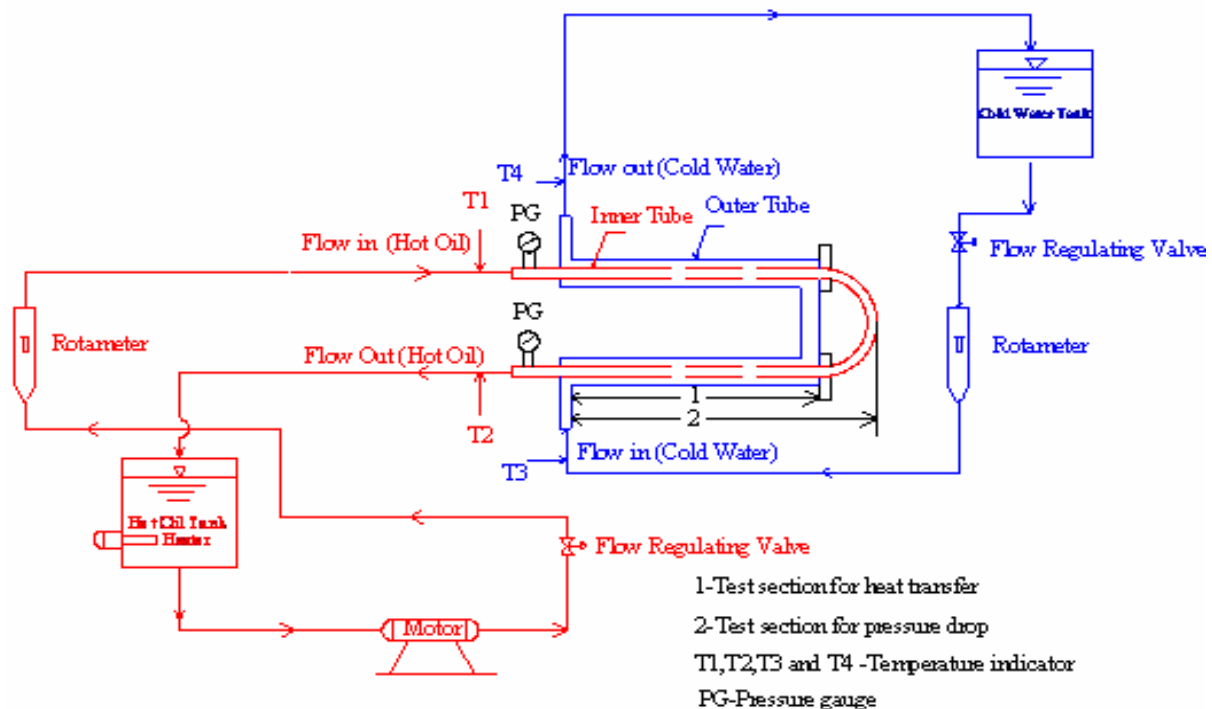 Cold Water Tank
Flow out (Cold Water)
T4
T1
PG
Inner Tube
Outer Tube
Flow in (Hot Oil)
Flow Regulating Valve
PG
Rotameter
Flow Out (Hot Oil)
Rotameter
1
2
T2
T3
Flow in (Cold Water)
Hot Oil Tank
Heater
Flow Regulating Valve
Motor
1-Test section for heat transfer
2-Test section for pressure drop
T1,T2,T3 and T4 -Temperature indicator
PG-Pressure gauge